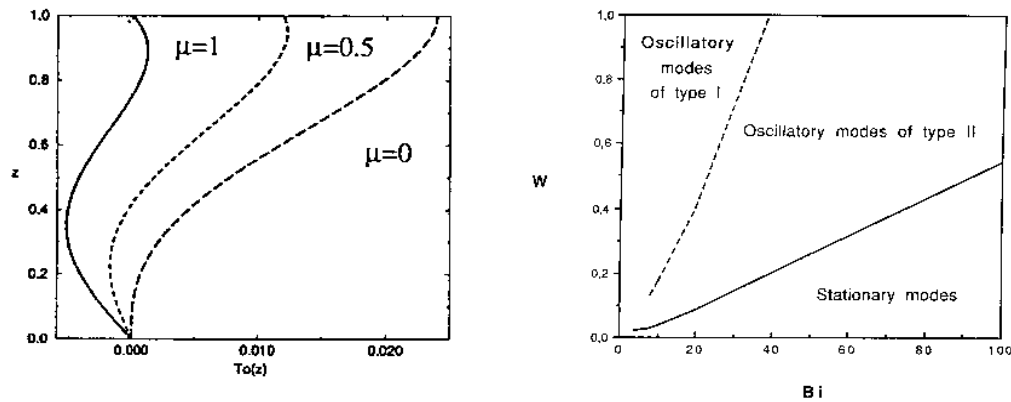 1.0
0.8
0.6
0.4
0.2
0.0
z
0.000
0.010
0.020
To(z)
μ=1
μ=0.5
μ=0
1,0
0,8
0,6
0,4
0,2
0,0
W
0
20
40
60
80
100
Bi
Oscillatory
modes
of type I
Oscillatory modes of type II
Stationary modes